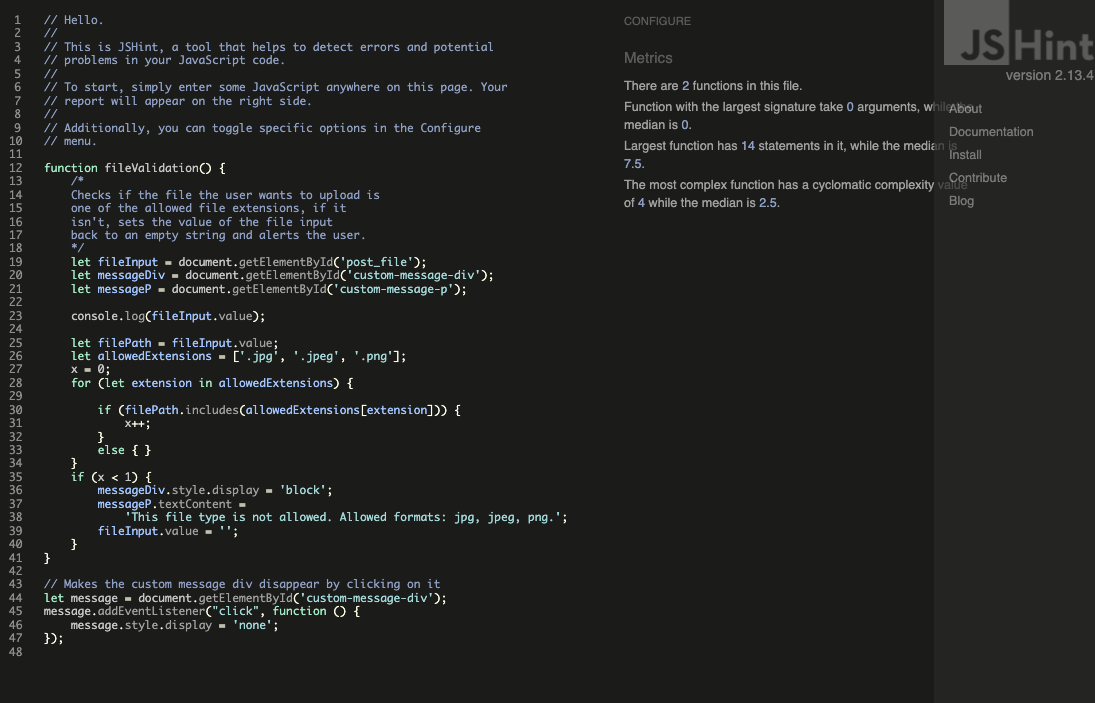 1 // Hello.
2 //
3 // This is JSHint, a tool that helps to detect errors and potential
4 // problems in your JavaScript code.
5 //
6 // To start, simply enter some JavaScript anywhere on this page. Your
7 // report will appear on the right side.
8 //
9 // Additionally, you can toggle specific options in the Configure
10 // menu.
11
12 function fileValidation() {
13     /*
14     Checks if the file the user wants to upload is
15     one of the allowed file extensions, if it
16     isn't, sets the value of the file input
17     back to an empty string and alerts the user.
18     */
19     let fileInput = document.getElementById('post_file');
20     let messageDiv = document.getElementById('custom-message-div');
21     let messageP = document.getElementById('custom-message-p');
22
23     console.log(fileInput.value);
24
25     let filePath = fileInput.value;
26     let allowedExtensions = ['.jpg', '.jpeg', '.png'];
27     x = 0;
28     for (let extension in allowedExtensions) {
29
30         if (filePath.includes(allowedExtensions[extension])) {
31             x++;
32         }
33         else { }
34     }
35     if (x < 1) {
36         messageDiv.style.display = 'block';
37         messageP.textContent =
38             'This file type is not allowed. Allowed formats: jpg, jpeg, png.';
39         fileInput.value = '';
40     }
41 }
42
43 // Makes the custom message div disappear by clicking on it
44 let message = document.getElementById('custom-message-div');
45 message.addEventListener("click", function () {
46     message.style.display = 'none';
47 });
48
CONFIGURE
Metrics
There are 2 functions in this file.
Function with the largest signature take 0 arguments, while the
median is 0.
Largest function has 14 statements in it, while the median is
7.5.
The most complex function has a cyclomatic complexity value
of 4 while the median is 2.5.
JSHint
version 2.13.4
About
Documentation
Install
Contribute
Blog